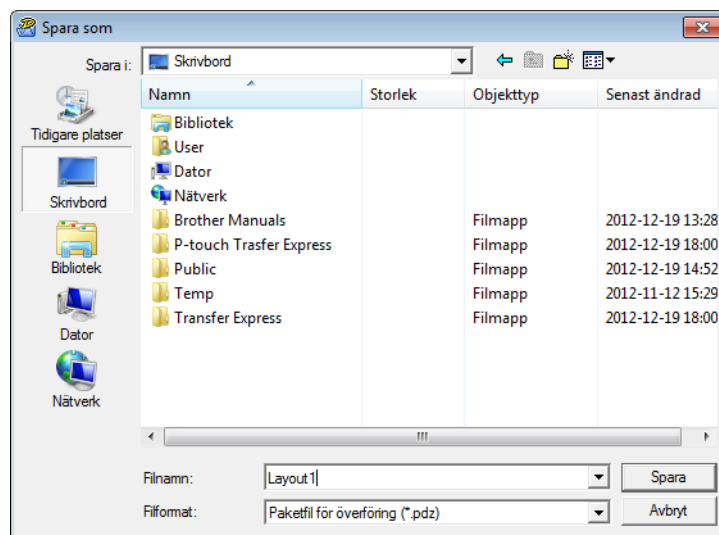 Spara som
Spara i: Skrivbord
Namn Storlek Objekttyp Senast ändrad
Tidigare platser
Skrivbord
Bibliotek
Dator
Nätverk
Bibliotek
User
Dator
Nätverk
Brother Manuals Filmapp 2012-12-19 13:28
P-touch Trasfer Express Filmapp 2012-12-19 18:00
Public Filmapp 2012-12-19 14:52
Temp Filmapp 2012-11-12 15:29
Transfer Express Filmapp 2012-12-19 18:00
Filnamn: Layout1 Spara
Filformat: Paketfil för överföring (*.pdz) Avbryt